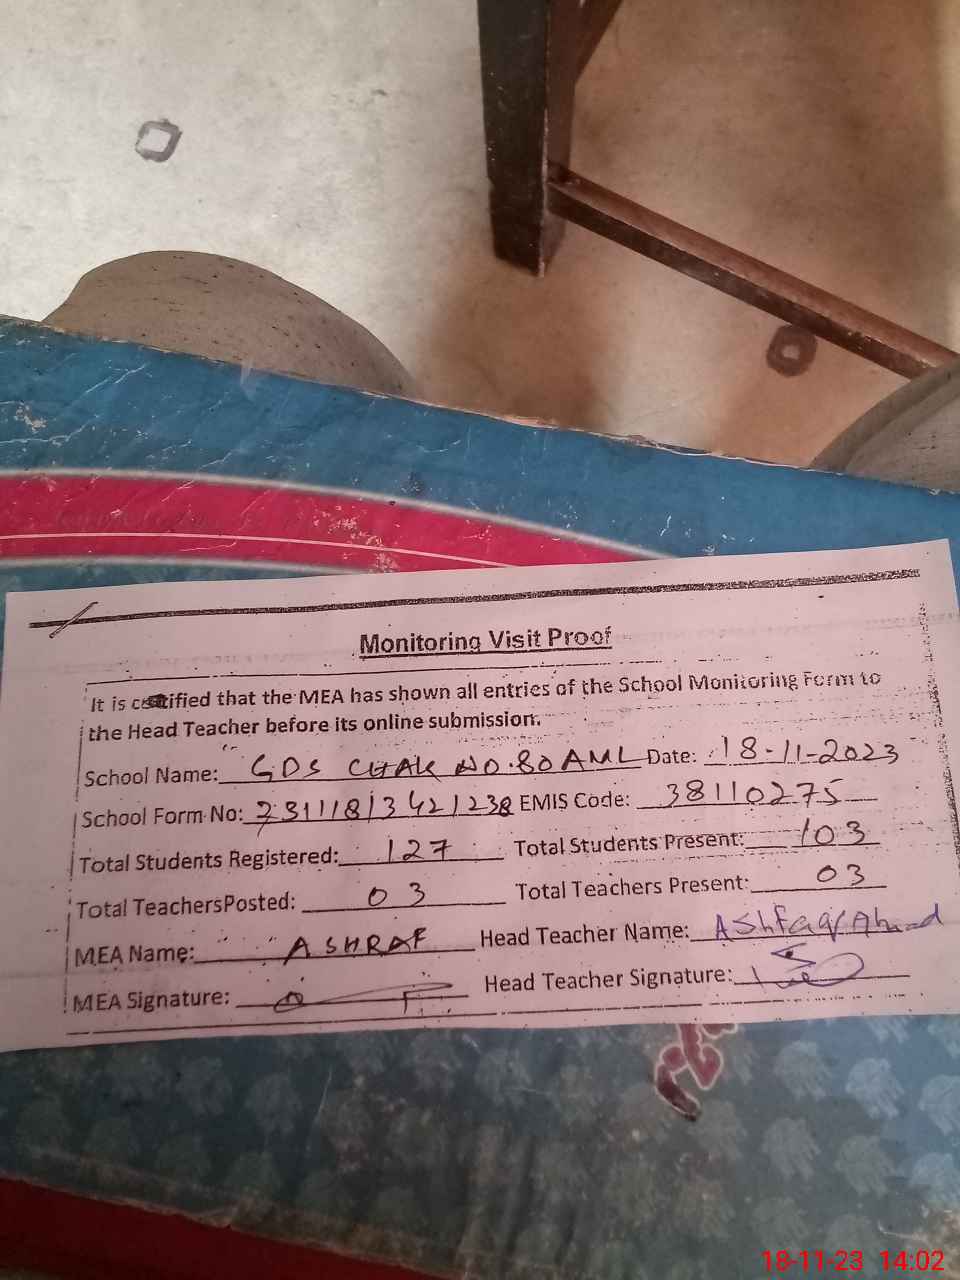 Monitoring Visit Proof
It is certified that the MEA has shown all entries of the School Monitoring Form to
the Head Teacher before its online submission.
School Name: GDS CHAK NO.80 AML Date: 18-11-2023
School Form No: 23111813421238 EMIS Code: 38110275
Total Students Registered: 127 Total Students Present: 103
Total TeachersPosted: 03 Total Teachers Present: 03
MEA Name: ASHRAF Head Teacher Name: AShfaq Ahmad
MEA Signature: Head Teacher Signature:
18-11-23 14:02